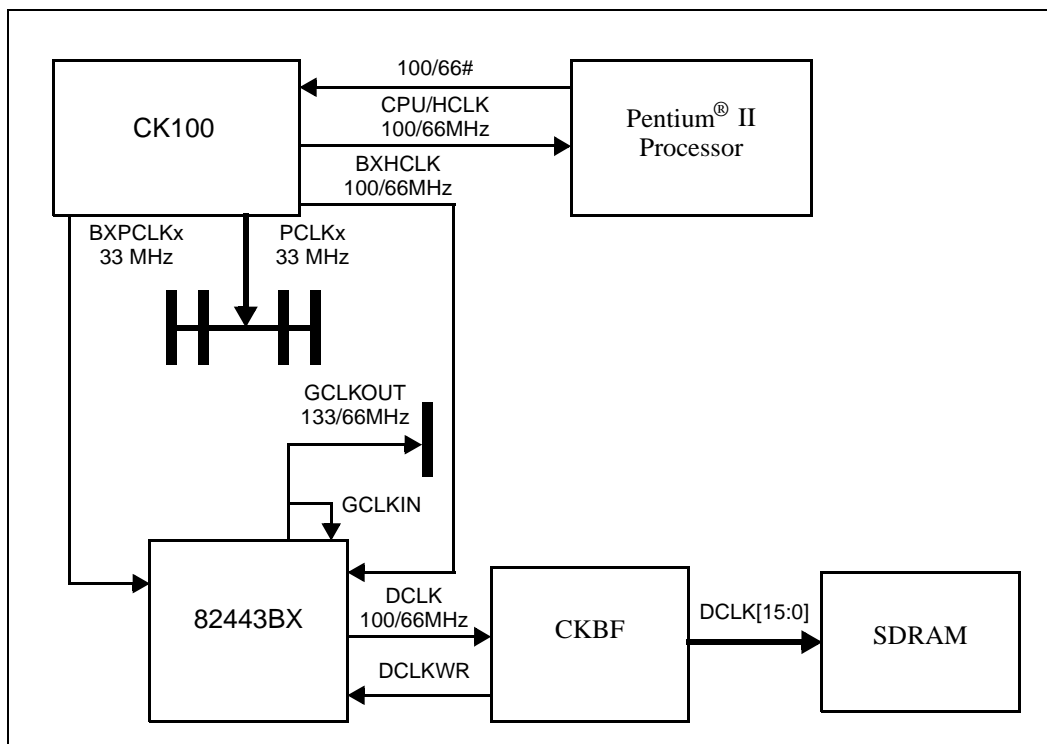 100/66#
CK100
CPU/HCLK
100/66MHz
Pentium® II
Processor
BXHCLK
100/66MHz
BXPCLKx
33 MHz
PCLKx
33 MHz
GCLKOUT
133/66MHz
GCLKIN
82443BX
DCLK
100/66MHz
DCLKWR
CKBF
DCLK[15:0]
SDRAM